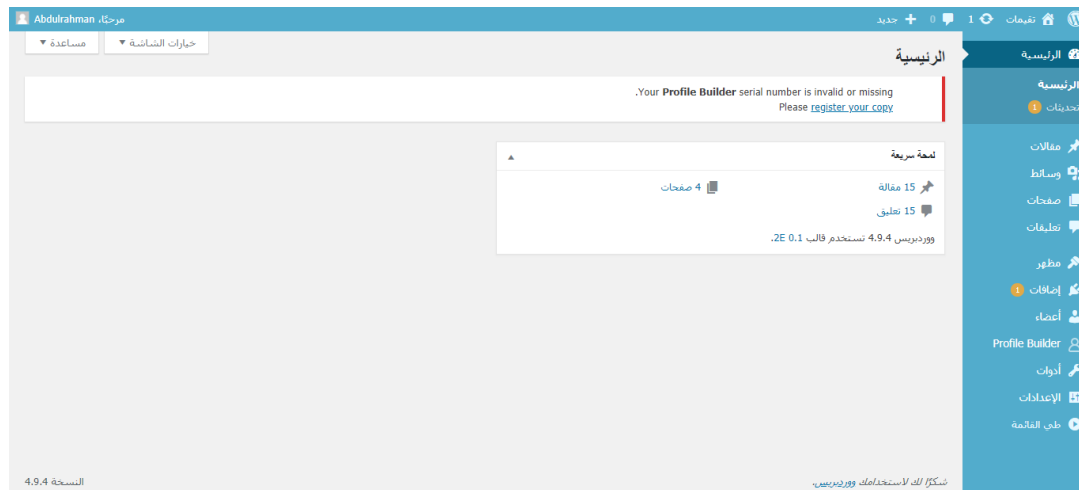 تقيمات 1 0 جديد
مرحبًا، Abdulrahman
خيارات الشاشة
مساعدة
الرئيسية
الرئيسية
تحديثات 1
مقالات
وسائط
صفحات
تعليقات
مظهر
إضافات 1
أعضاء
Profile Builder
أدوات
الإعدادات
طي القائمة
الرئيسية
.Your Profile Builder serial number is invalid or missing
Please register your copy
لمحة سريعة
15 مقالة
4 صفحات
15 تعليق
ووردبريس 4.9.4 تستخدم قالب 2E 0.1.
شكرًا لك لاستخدامك ووردبريس.
النسخة 4.9.4